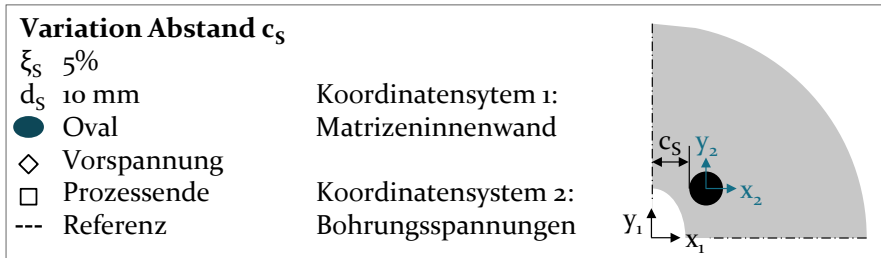 Variation Abstand cS
ξS 5%
dS 10 mm
Oval
Vorspannung
Prozessende
Referenz
Koordinatensytem 1:
Matrizeninnenwand
Koordinatensystem 2:
Bohrungsspannungen
cS
y2
x2
y1
x1